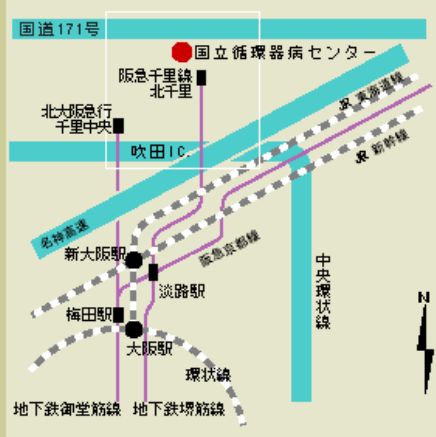 国道171号
国立循環器病センター
阪急千里線
北千里
北大阪急行
千里中央
吹田IC.
JR 東海道線
JR 新幹線
名神高速
阪急京都線
新大阪駅
淡路駅
中央環状線
梅田駅
大阪駅
環状線
N
地下鉄御堂筋線
地下鉄堺筋線